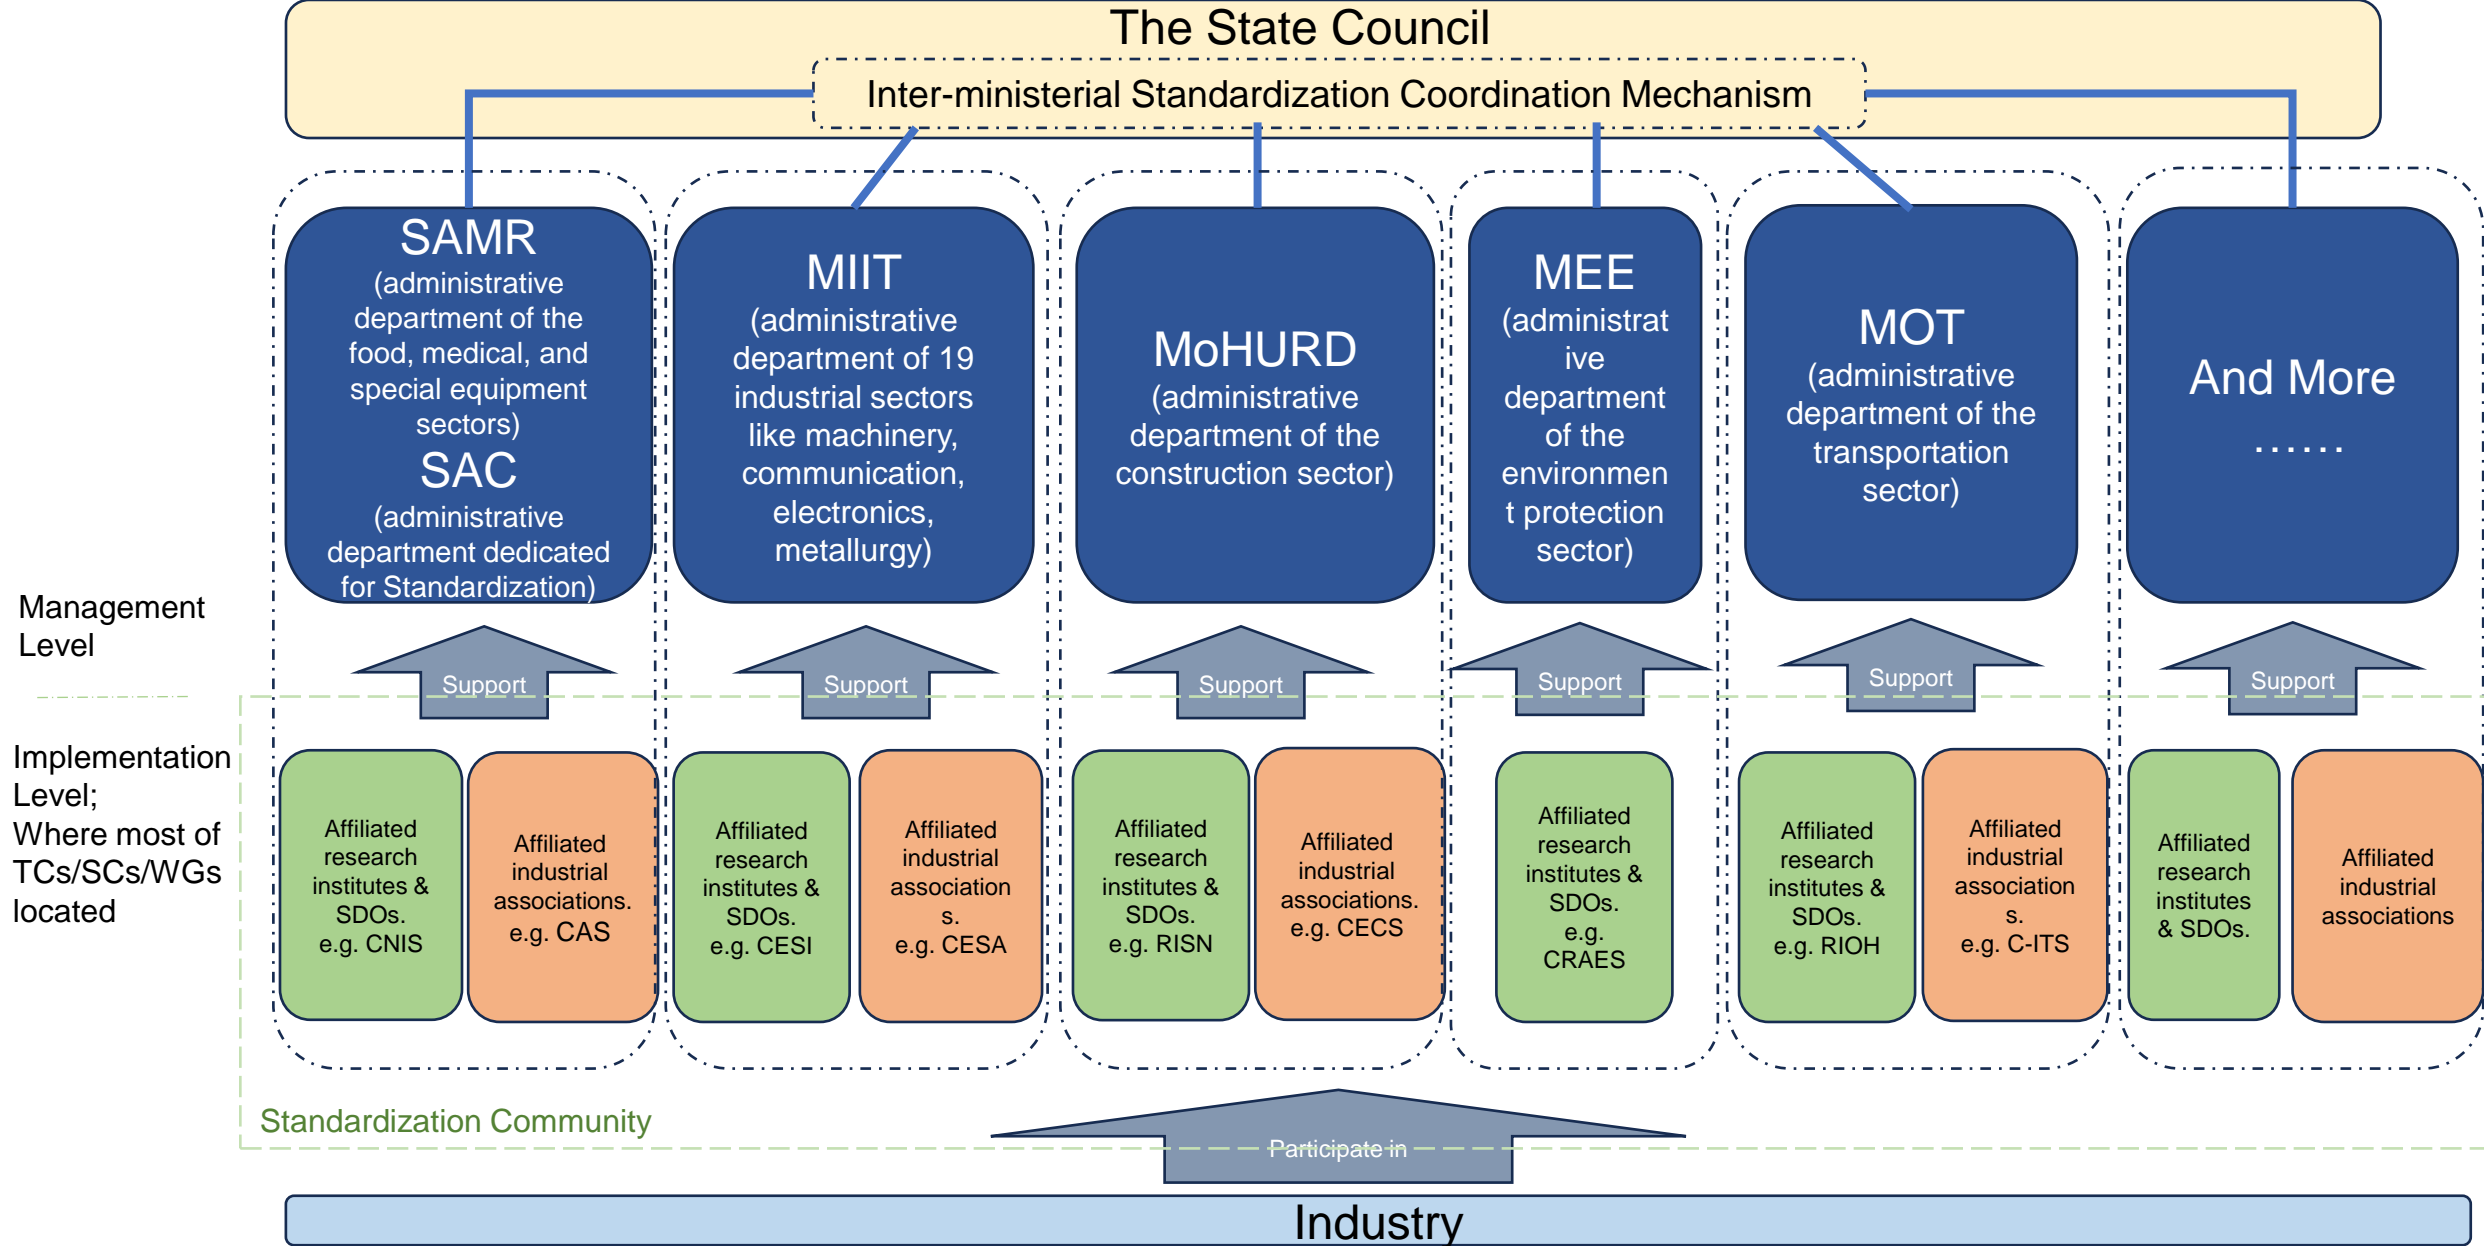 The State Council
Inter-ministerial Standardization Coordination Mechanism
SAMR
(administrative
department of the
food, medical, and
special equipment
sectors)
SAC
(administrative
department dedicated
for Standardization)
MIIT
(administrative
department of 19
industrial sectors
like machinery,
communication,
electronics,
metallurgy)
MoHURD
(administrative
department of the
construction sector)
MEE
(administrat
ive
department
of the
environmen
t protection
sector)
MOT
(administrative
department of the
transportation
sector)
And More
......
Management
Level
Support
Support
Support
Support
Support
Support
Implementation
Level;
Where most of
TCs/SCs/WGs
located
Affiliated
research
institutes &
SDOs.
e.g. CNIS
Affiliated
industrial
associations.
e.g. CAS
Affiliated
research
institutes &
SDOs.
e.g. CESI
Affiliated
industrial
association
s.
e.g. CESA
Affiliated
research
institutes &
SDOs.
e.g. RISN
Affiliated
industrial
associations.
e.g. CECS
Affiliated
research
institutes &
SDOs.
e.g.
CRAES
Affiliated
research
institutes &
SDOs.
e.g. RIOH
Affiliated
industrial
association
s.
e.g. C-ITS
Affiliated
research
institutes
& SDOs.
Affiliated
industrial
associations
Standardization Community
Participate in
Industry